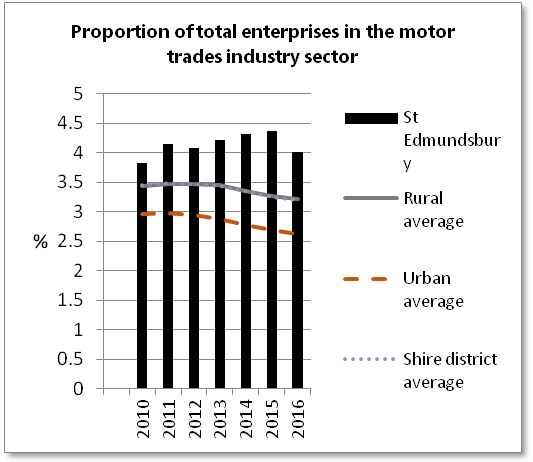 Proportion of total enterprises in the motor
trades industry sector
5
4.5
4
3.5
3
2.5
2
1.5
1
0.5
0
%
2010
2011
2012
2013
2014
2015
2016
St
Edmundsbur
y
Rural
average
Urban
average
Shire district
average